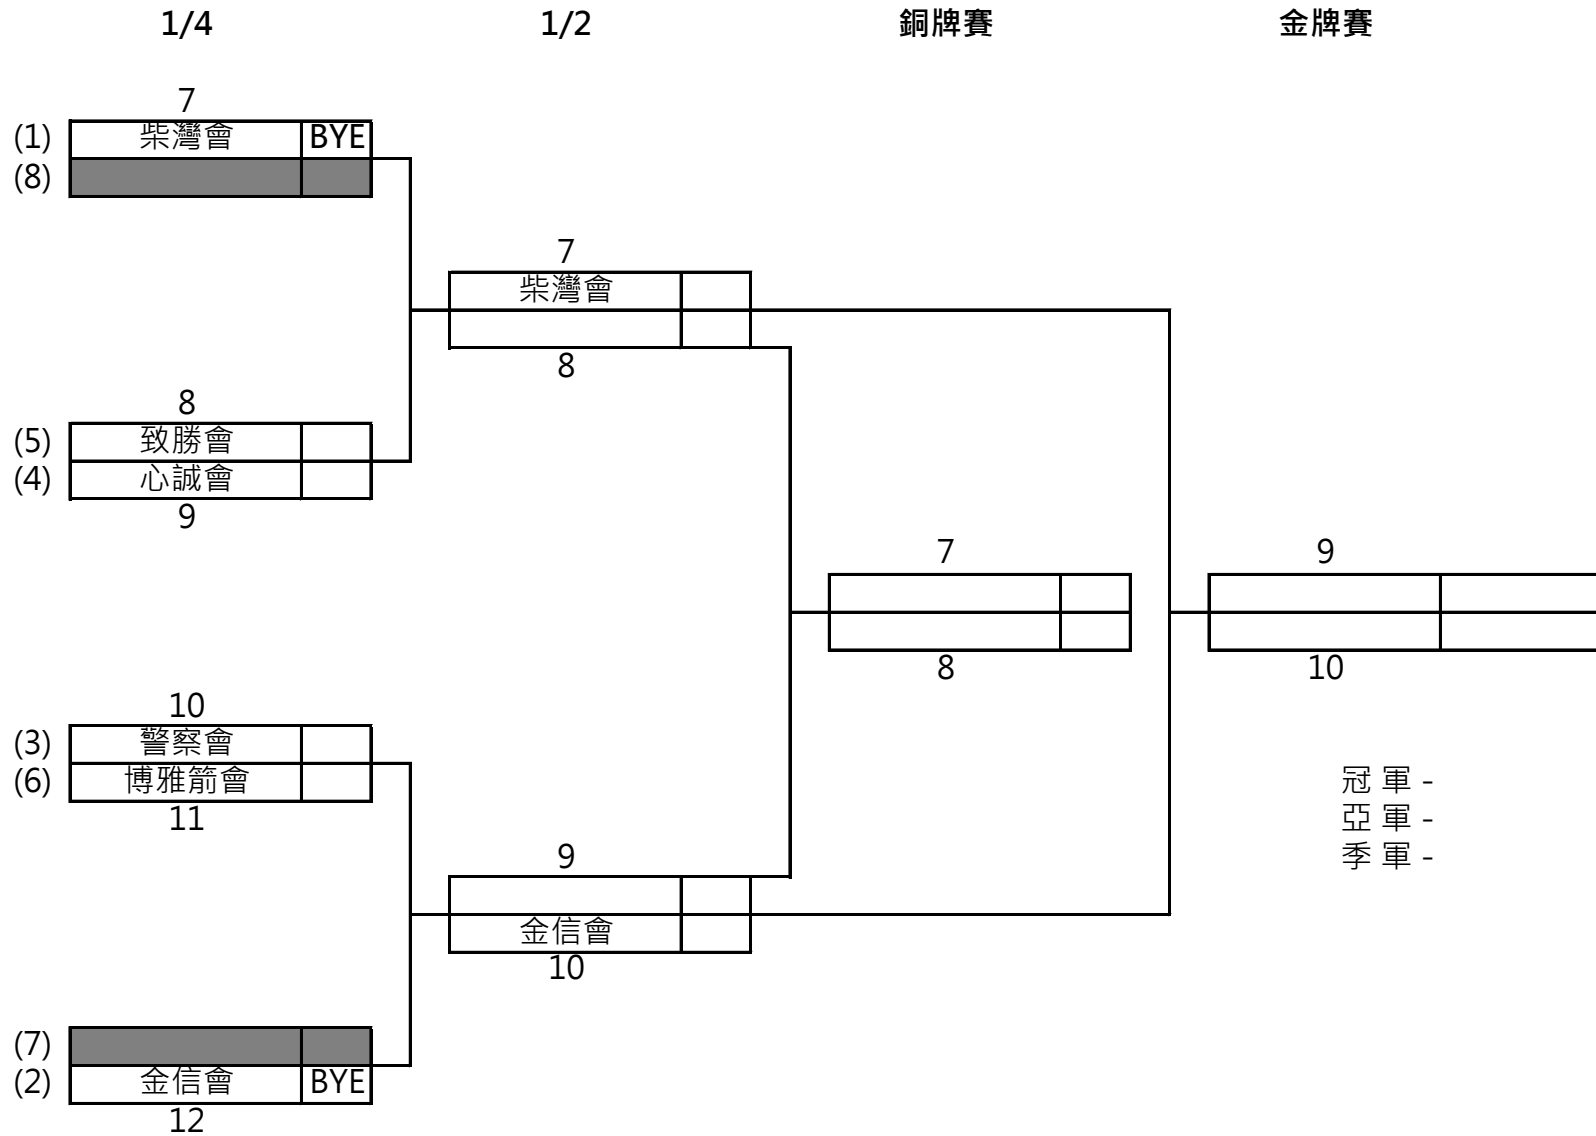 1/4 1/2 銅牌賽 金牌賽
7
(1) 柴灣會 BYE
(8)
7
柴灣會
8
8
(5) 致勝會
(4) 心誠會
9
7
8
9
10
10
(3) 警察會
(6) 博雅箭會
11
冠 軍 -
亞 軍 -
季 軍 -
9
金信會
10
(7)
(2) 金信會 BYE
12